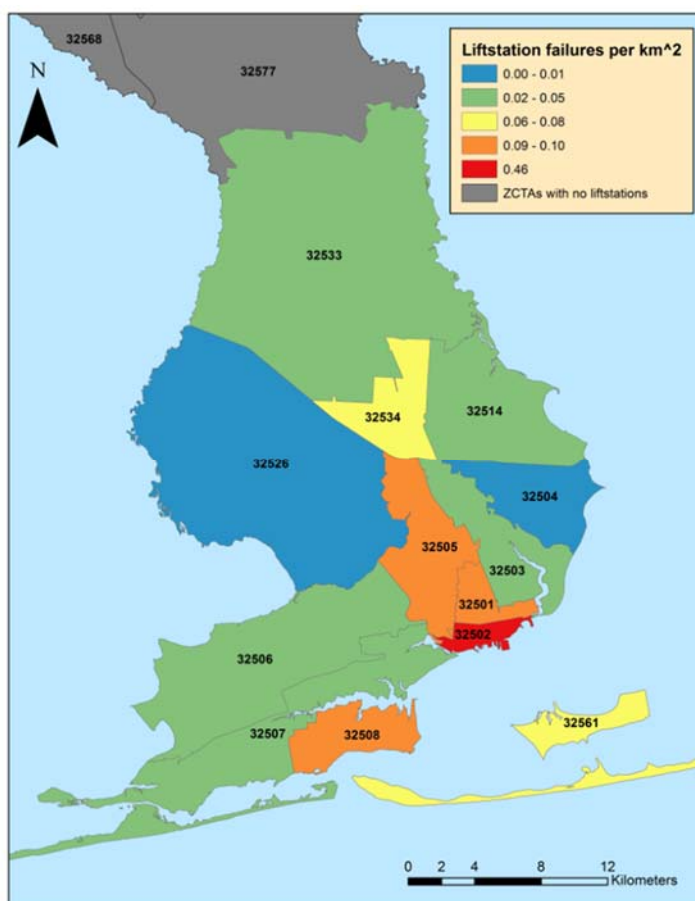 32568
32577
N
Liftstation failures per km^2
0.00 - 0.01
0.02 - 0.05
0.06 - 0.08
0.09 - 0.10
0.46
ZCTAs with no liftstations
32533
32534
32514
32526
32504
32505
32503
32501
32502
32506
32561
32507
32508
0 2 4 8 12
Kilometers